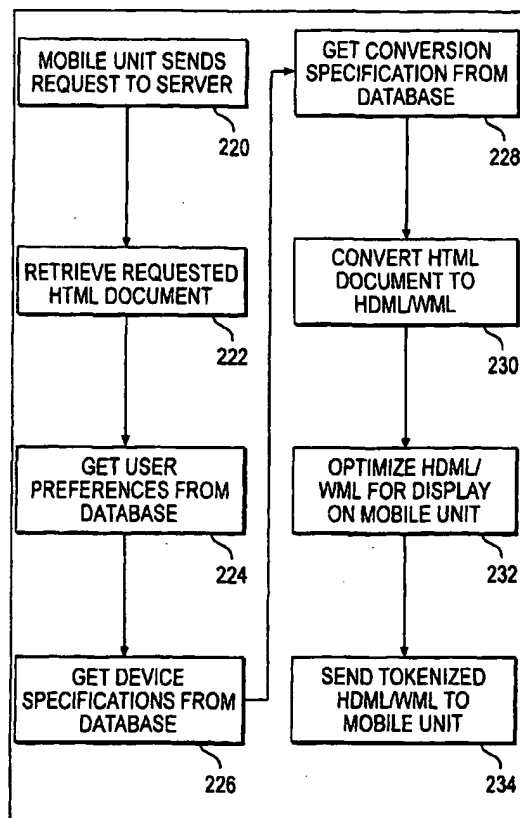 MOBILE UNIT SENDS
REQUEST TO SERVER
220
RETRIEVE REQUESTED
HTML DOCUMENT
222
GET USER
PREFERENCES FROM
DATABASE
224
GET DEVICE
SPECIFICATIONS FROM
DATABASE
226
GET CONVERSION
SPECIFICATION FROM
DATABASE
228
CONVERT HTML
DOCUMENT TO
HDML/WML
230
OPTIMIZE HDML/
WML FOR DISPLAY
ON MOBILE UNIT
232
SEND TOKENIZED
HDML/WML TO
MOBILE UNIT
234